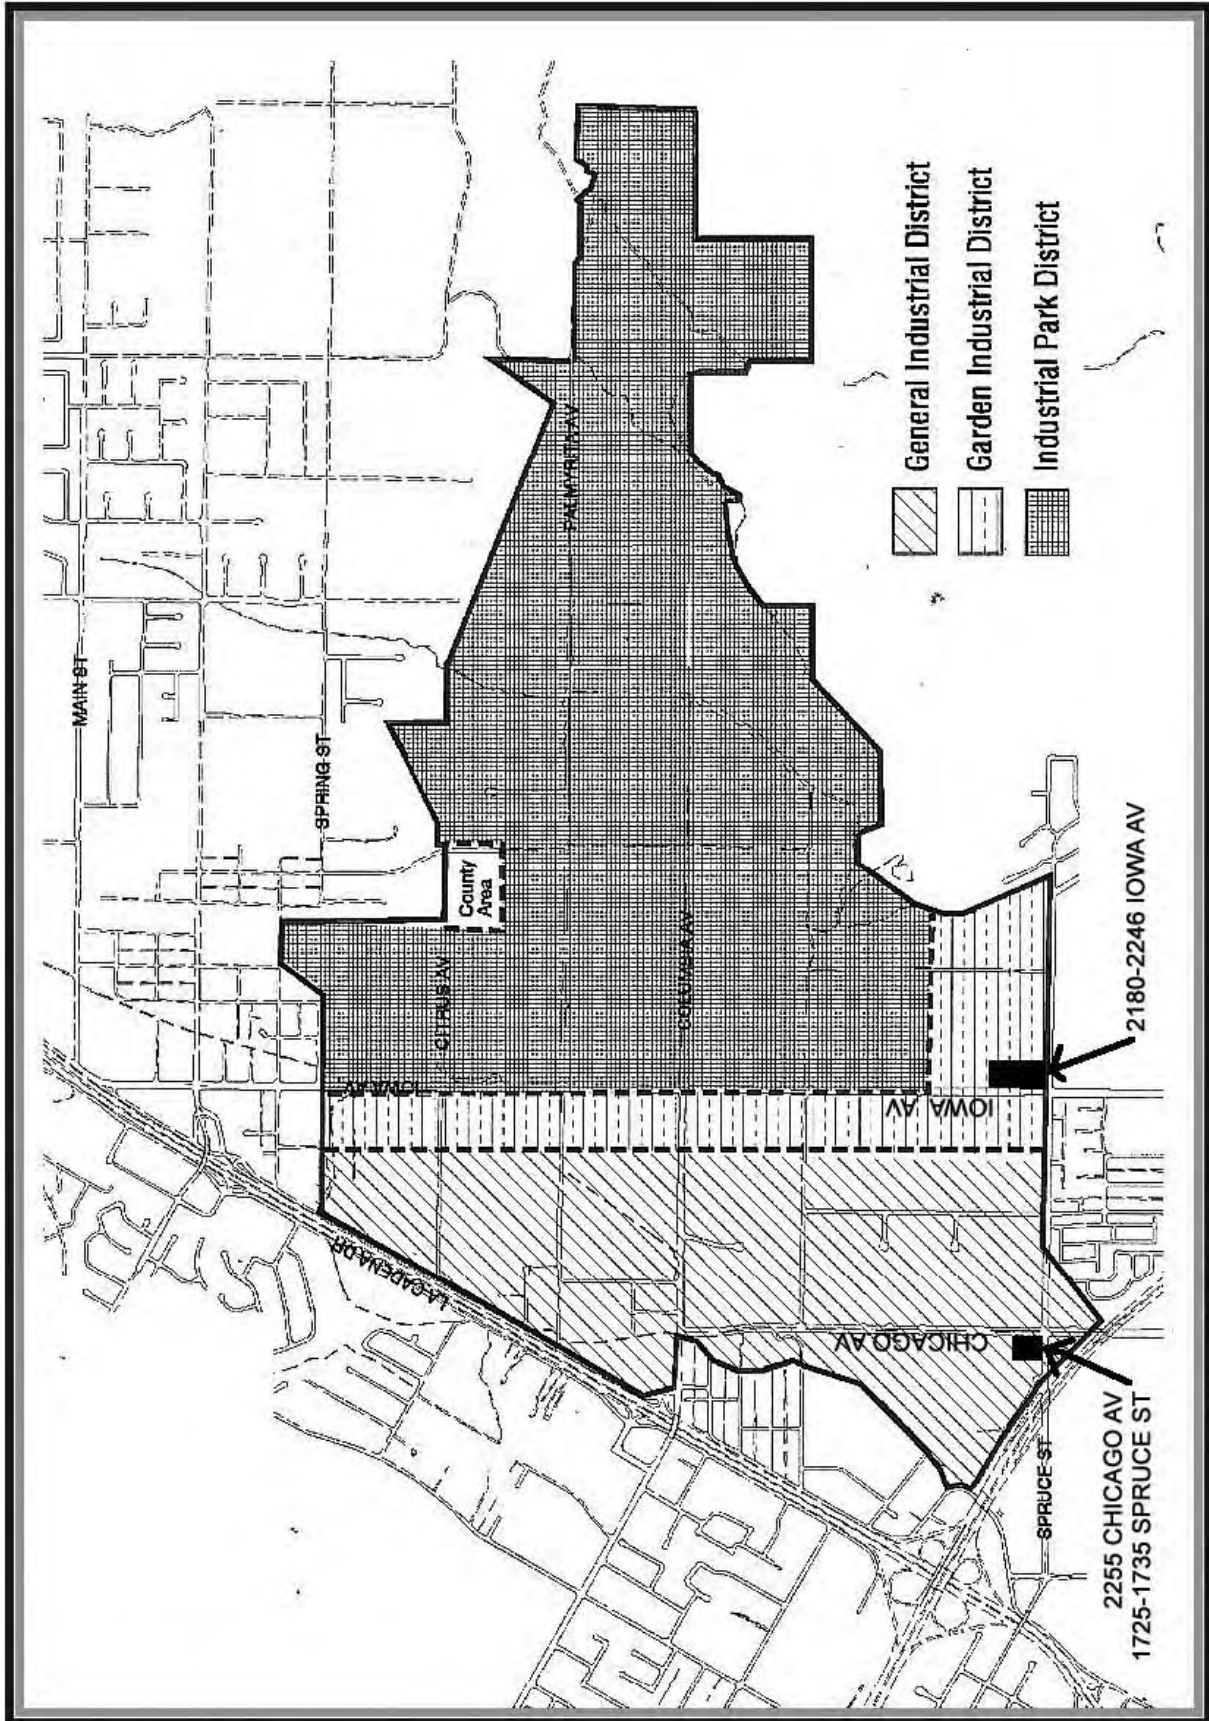 MAIN ST
SPRING ST
PALMYRITA AV
County
Area
CITRUS AV
COLUMBIA AV
IOWA AV
IOWA AV
LA CADENA DR
CHICAGO AV
SPRUCE ST
General Industrial District
Garden Industrial District
Industrial Park District
2180-2246 IOWA AV
2255 CHICAGO AV
1725-1735 SPRUCE ST